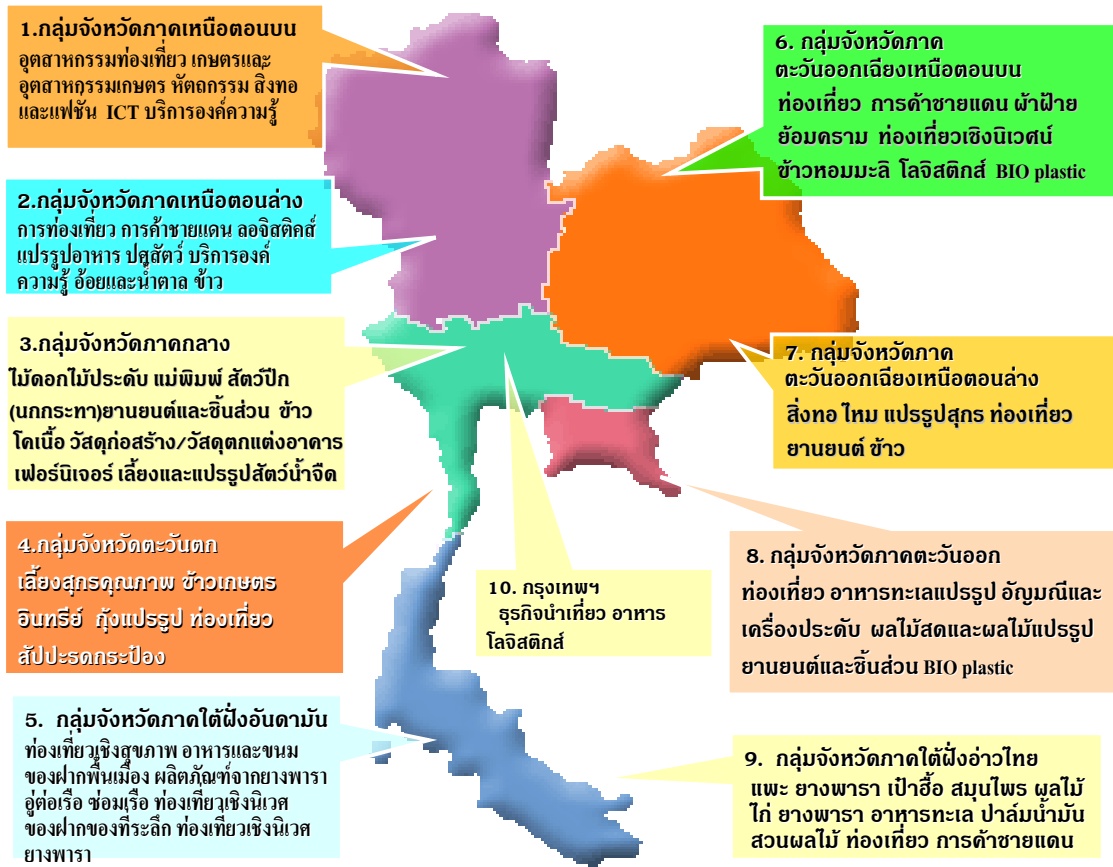 1.กลุ่มจังหวัดภาคเหนือตอนบน
อุตสาหกรรมท่องเที่ยว เกษตรและ
อุตสาหกรรมเกษตร หัตถกรรม สิ่งทอ
และแฟชั่น ICT บริการองค์ความรู้
2.กลุ่มจังหวัดภาคเหนือตอนล่าง
การท่องเที่ยว การค้าชายแดน ลอจิสติคส์
แปรรูปอาหาร ปศุสัตว์ บริการองค์
ความรู้ อ้อยและน้ำตาล ข้าว
3.กลุ่มจังหวัดภาคกลาง
ไม้ดอกไม้ประดับ แม่พิมพ์ สัตว์ปีก
(นกกระทา)ยานยนต์และชิ้นส่วน ข้าว
โคเนื้อ วัสดุก่อสร้าง/วัสดุตกแต่งอาคาร
เฟอร์นิเจอร์ เลี้ยงและแปรรูปสัตว์น้ำจืด
4.กลุ่มจังหวัดตะวันตก
เลี้ยงสุกรคุณภาพ ข้าวเกษตร
อินทรีย์ กุ้งแปรรูป ท่องเที่ยว
สัปปะรดกระป๋อง
5. กลุ่มจังหวัดภาคใต้ฝั่งอันดามัน
ท่องเที่ยวเชิงสุขภาพ อาหารและขนม
ของฝากพื้นเมือง ผลิตภัณฑ์จากยางพารา
อู่ต่อเรือ ซ่อมเรือ ท่องเที่ยวเชิงนิเวศ
ของฝากของที่ระลึก ท่องเที่ยวเชิงนิเวศ
ยางพารา
6. กลุ่มจังหวัดภาค
ตะวันออกเฉียงเหนือตอนบน
ท่องเที่ยว การค้าชายแดน ผ้าฝ้าย
ย้อมคราม ท่องเที่ยวเชิงนิเวศน์
ข้าวหอมมะลิ โลจิสติกส์ BIO plastic
7. กลุ่มจังหวัดภาค
ตะวันออกเฉียงเหนือตอนล่าง
สิ่งทอ ไหม แปรรูปสุกร ท่องเที่ยว
ยานยนต์ ข้าว
8. กลุ่มจังหวัดภาคตะวันออก
ท่องเที่ยว อาหารทะเลแปรรูป อัญมณีและ
เครื่องประดับ ผลไม้สดและผลไม้แปรรูป
ยานยนต์และชิ้นส่วน BIO plastic
9. กลุ่มจังหวัดภาคใต้ฝั่งอ่าวไทย
แพะ ยางพารา เป๋าฮื้อ สมุนไพร ผลไม้
ไก่ ยางพารา อาหารทะเล ปาล์มน้ำมัน
สวนผลไม้ ท่องเที่ยว การค้าชายแดน
10. กรุงเทพฯ
ธุรกิจนำเที่ยว อาหาร
โลจิสติกส์